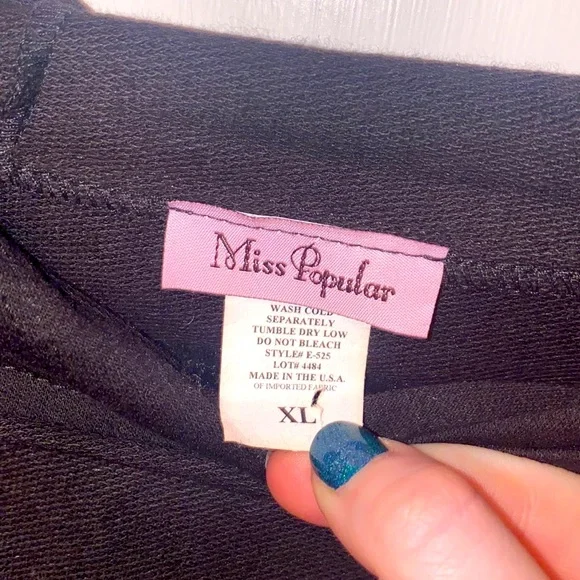 Miss Popular
WASH COLD
SEPARATELY
TUMBLE DRY LOW
DO NOT BLEACH
STYLE# E-525
LOT# 4484
MADE IN THE U.S.A.
OF IMPORTED FABRIC
XL